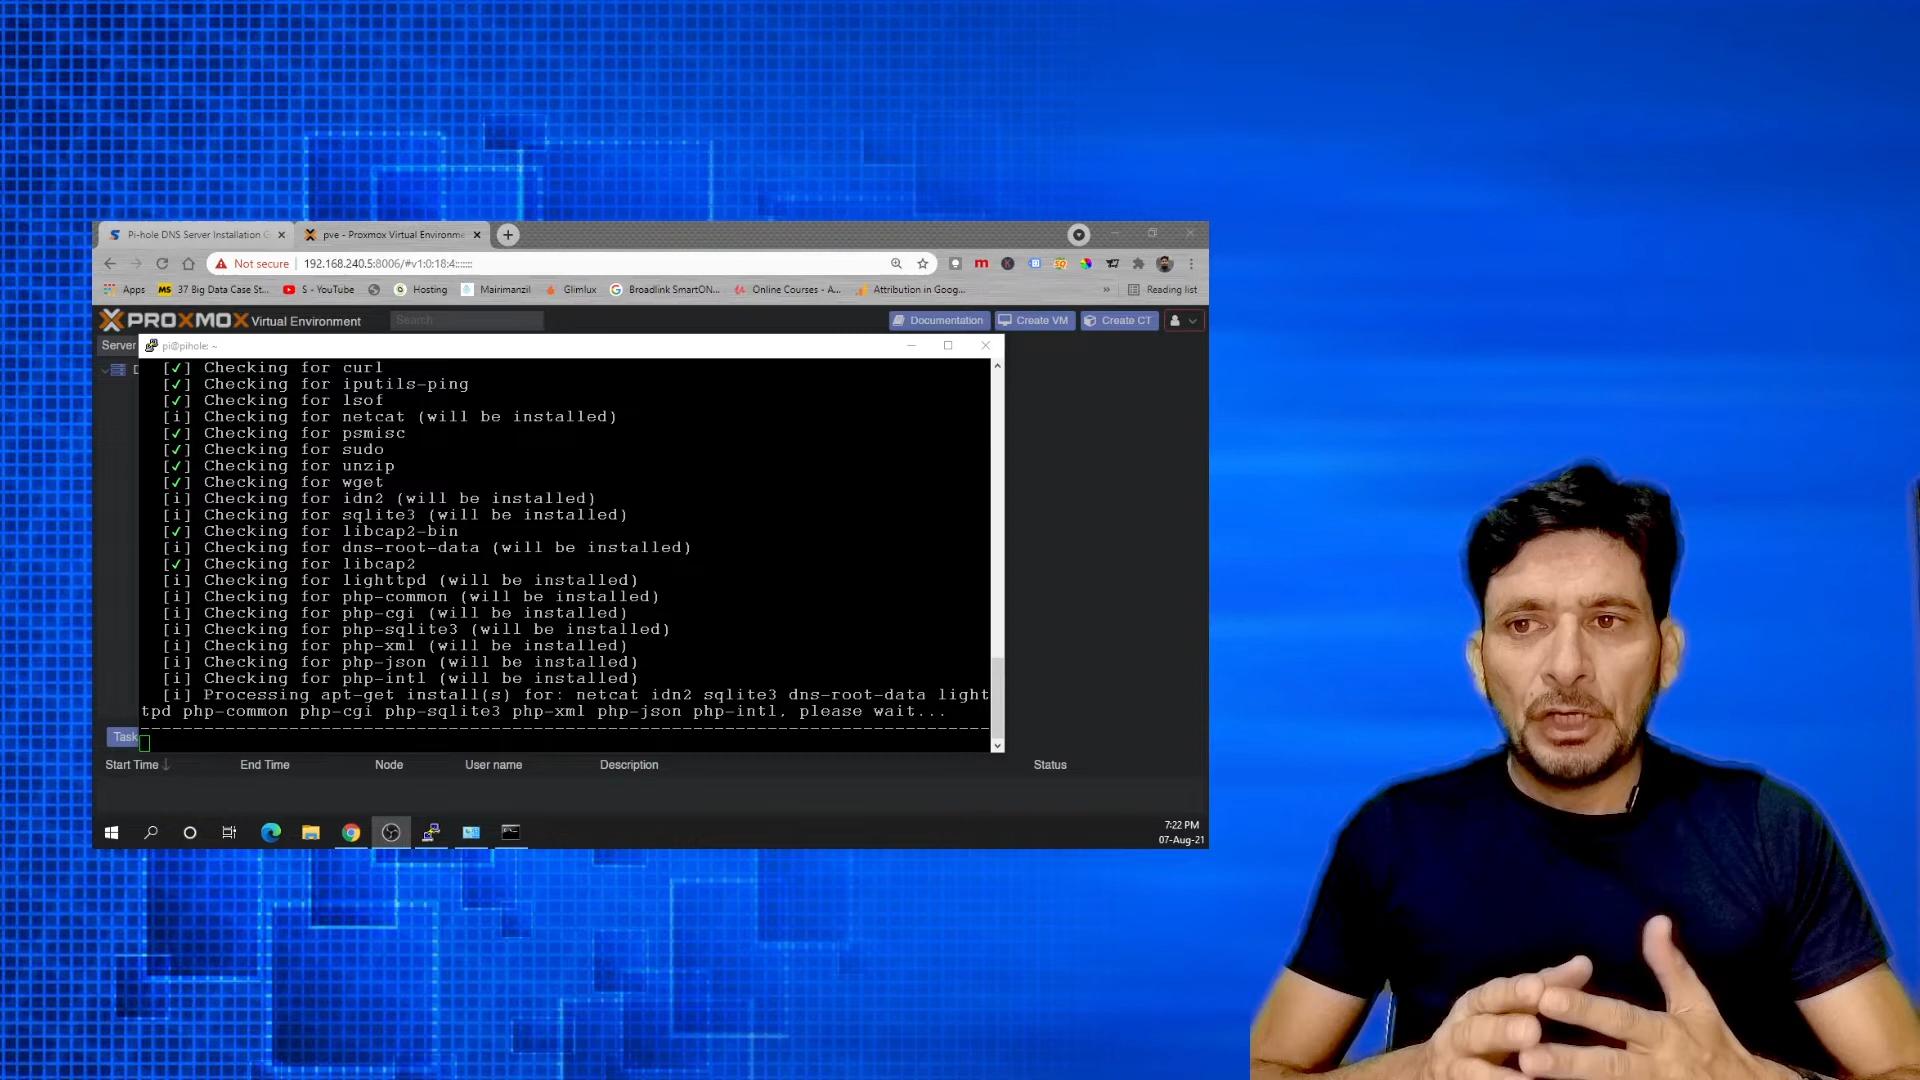 Pi-hole DNS Server Installation G
pve - Proxmox Virtual Environme
Not secure
192.168.240.5:8006/#v1:0:18:4:::::::
Apps
MS
37 Big Data Case St...
S - YouTube
Hosting
Mairimanzil
Glimlux
Broadlink SmartON...
Online Courses - A...
Attribution in Goog...
»
Reading list
PROXMOX Virtual Environment
Search
Documentation
Create VM
Create CT
Server
pi@pihole: ~
D
[✓] Checking for curl
[✓] Checking for iputils-ping
[✓] Checking for lsof
[i] Checking for netcat (will be installed)
[✓] Checking for psmisc
[✓] Checking for sudo
[✓] Checking for unzip
[✓] Checking for wget
[i] Checking for idn2 (will be installed)
[i] Checking for sqlite3 (will be installed)
[✓] Checking for libcap2-bin
[i] Checking for dns-root-data (will be installed)
[✓] Checking for libcap2
[i] Checking for lighttpd (will be installed)
[i] Checking for php-common (will be installed)
[i] Checking for php-cgi (will be installed)
[i] Checking for php-sqlite3 (will be installed)
[i] Checking for php-xml (will be installed)
[i] Checking for php-json (will be installed)
[i] Checking for php-intl (will be installed)
[i] Processing apt-get install(s) for: netcat idn2 sqlite3 dns-root-data light
tpd php-common php-cgi php-sqlite3 php-xml php-json php-intl, please wait...
Task
Start Time
End Time
Node
User name
Description
Status
7:22 PM
07-Aug-21